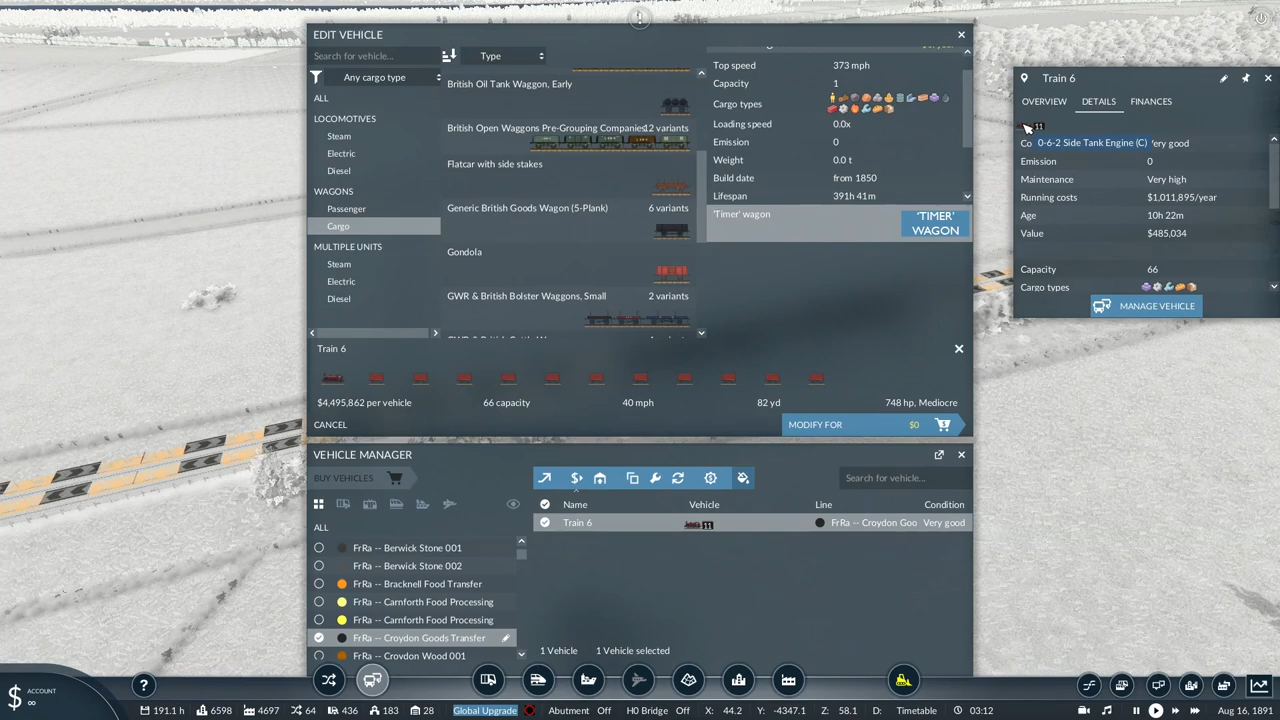 EDIT VEHICLE
Search for vehicle...
Type
Any cargo type
ALL
LOCOMOTIVES
Steam
Electric
Diesel
WAGONS
Passenger
Cargo
MULTIPLE UNITS
Steam
Electric
Diesel
British Oil Tank Waggon, Early
British Open Waggons Pre-Grouping Companies 12 variants
Flatcar with side stakes
Generic British Goods Wagon (5-Plank) 6 variants
Gondola
GWR & British Bolster Waggons, Small 2 variants
Top speed 373 mph
Capacity 1
Cargo types
Loading speed 0.0x
Emission 0
Weight 0.0 t
Build date from 1850
Lifespan 391h 41m
'Timer' wagon
'TIMER' WAGON
Train 6
$4,495,862 per vehicle 66 capacity 40 mph 82 yd 748 hp, Mediocre
CANCEL
MODIFY FOR $0
Train 6
OVERVIEW DETAILS FINANCES
11
Co 0-6-2 Side Tank Engine (C) Very good
Emission 0
Maintenance Very high
Running costs $1,011,895/year
Age 10h 22m
Value $485,034
Capacity 66
Cargo types
MANAGE VEHICLE
VEHICLE MANAGER
BUY VEHICLES
Search for vehicle...
ALL
FrRa -- Berwick Stone 001
FrRa -- Berwick Stone 002
FrRa -- Bracknell Food Transfer
FrRa -- Carnforth Food Processing
FrRa -- Carnforth Food Processing
FrRa -- Croydon Goods Transfer
FrRa -- Croydon Wood 001
Name Vehicle Line Condition
Train 6 11 FrRa -- Croydon Goo Very good
1 Vehicle 1 Vehicle selected
$ ACCOUNT ∞
?
191.1 h 6598 4697 64 436 183 28 Global Upgrade Abutment Off H0 Bridge Off X: 44.2 Y: -4347.1 Z: 58.1 D: Timetable 03:12 Aug 16, 1891